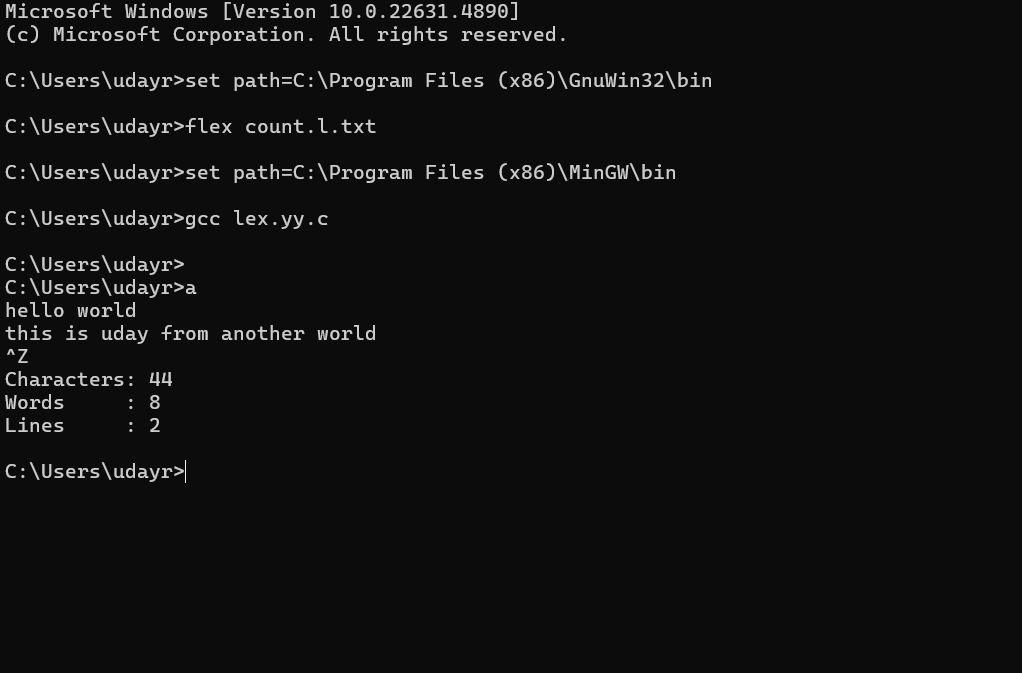 Microsoft Windows [Version 10.0.22631.4890]
(c) Microsoft Corporation. All rights reserved.
C:\Users\udayr>set path=C:\Program Files (x86)\GnuWin32\bin
C:\Users\udayr>flex count.l.txt
C:\Users\udayr>set path=C:\Program Files (x86)\MinGW\bin
C:\Users\udayr>gcc lex.yy.c
C:\Users\udayr>
C:\Users\udayr>a
hello world
this is uday from another world
^Z
Characters: 44
Words     : 8
Lines     : 2
C:\Users\udayr>